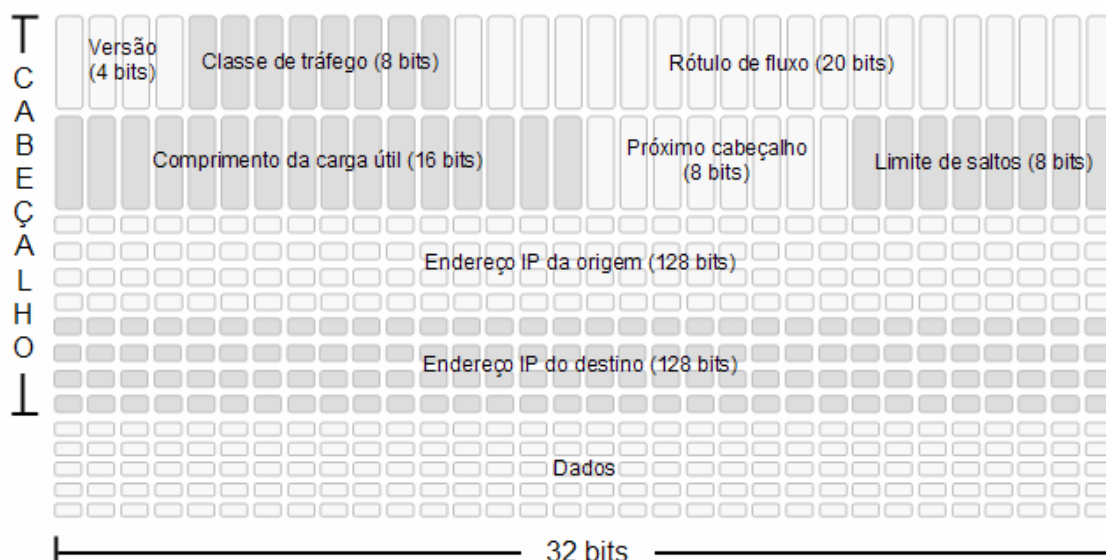 CABEÇALHO
Versão
(4 bits)
Classe de tráfego (8 bits)
Rótulo de fluxo (20 bits)
Comprimento da carga útil (16 bits)
Próximo cabeçalho
(8 bits)
Limite de saltos (8 bits)
Endereço IP da origem (128 bits)
Endereço IP do destino (128 bits)
Dados
32 bits